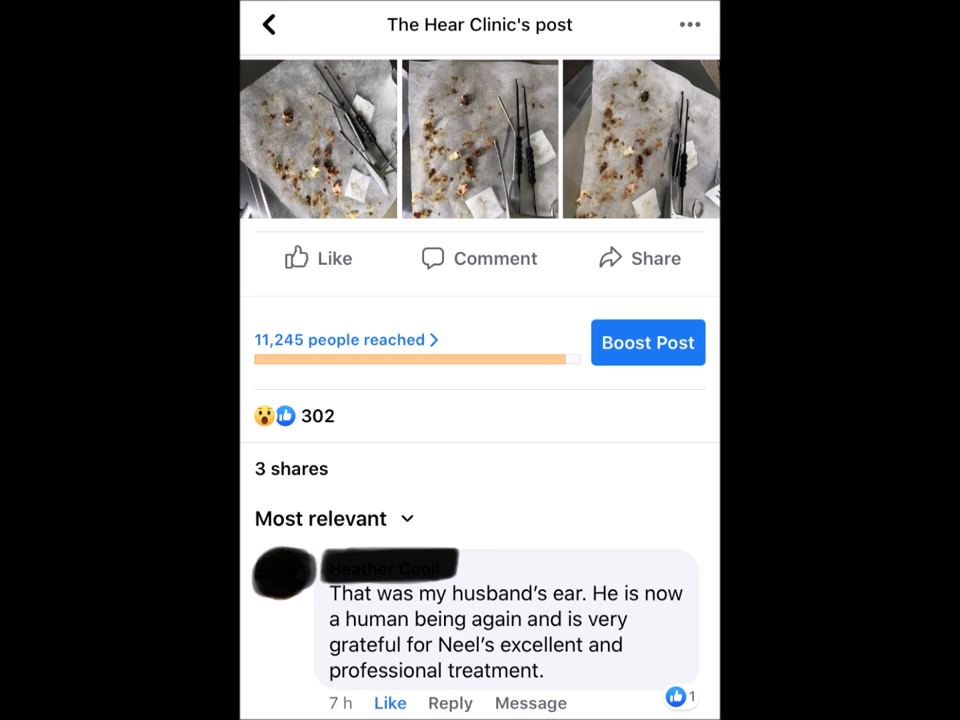 The Hear Clinic's post
Like Comment Share
11,245 people reached
Boost Post
302
3 shares
Most relevant
That was my husband's ear. He is now
a human being again and is very
grateful for Neel's excellent and
professional treatment.
7 h Like Reply Message 1